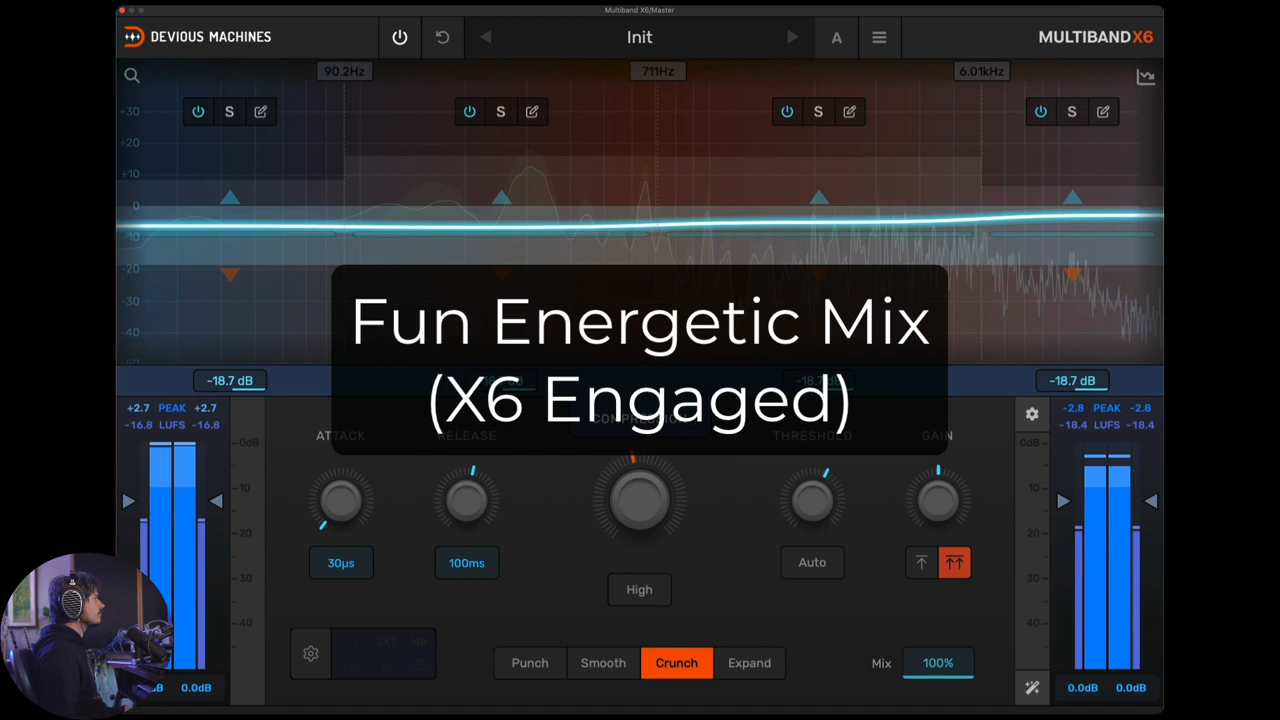 Multiband X6/Master
DEVIOUS MACHINES
Init
A
MULTIBANDX6
90.2Hz
711Hz
6.01kHz
S
S
S
S
+30
+20
+10
0
-10
-20
-30
-40
Fun Energetic Mix
(X6 Engaged)
-18.7 dB
-18.7 dB
+2.7 PEAK +2.7
-16.8 LUFS -16.8
-2.8 PEAK -2.8
-18.4 LUFS -18.4
COMPRESSION
ATTACK
RELEASE
THRESHOLD
GAIN
0dB
10
20
30
40
0dB
10
20
30
40
30µs
100ms
Auto
High
EXT
Punch
Smooth
Crunch
Expand
Mix
100%
0.0dB
0.0dB
0.0dB